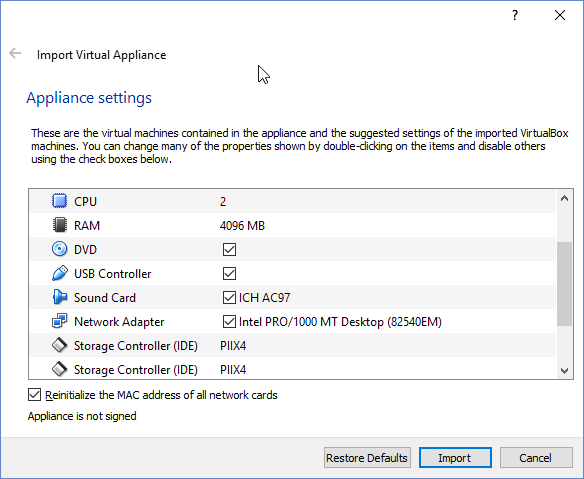 ?
Import Virtual Appliance
Appliance settings
These are the virtual machines contained in the appliance and the suggested settings of the imported VirtualBox
machines. You can change many of the properties shown by double-clicking on the items and disable others
using the check boxes below.
CPU 2
RAM 4096 MB
DVD
USB Controller
Sound Card ICH AC97
Network Adapter Intel PRO/1000 MT Desktop (82540EM)
Storage Controller (IDE) PIIX4
Storage Controller (IDE) PIIX4
Reinitialize the MAC address of all network cards
Appliance is not signed
Restore Defaults Import Cancel